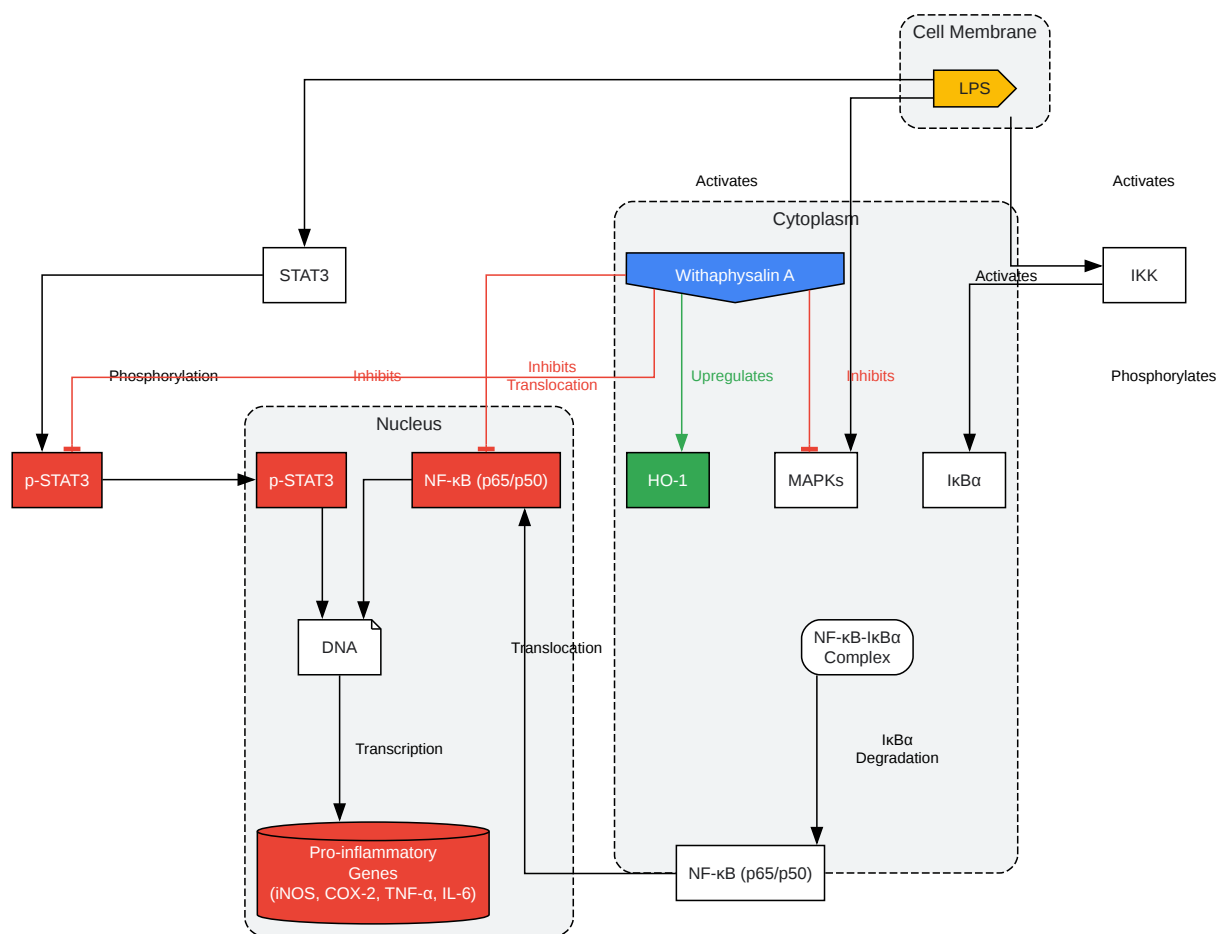 Cell Membrane
LPS
Activates
Activates
Cytoplasm
STAT3
Withaphysalin A
Activates
IKK
Phosphorylation
Inhibits
Inhibits
Translocation
Upregulates
Inhibits
Phosphorylates
Nucleus
p-STAT3
p-STAT3
NF-κB (p65/p50)
HO-1
MAPKs
IκBα
DNA
Translocation
NF-κB-IκBα
Complex
Transcription
IκBα
Degradation
Pro-inflammatory
Genes
(iNOS, COX-2, TNF-α, IL-6)
NF-κB (p65/p50)